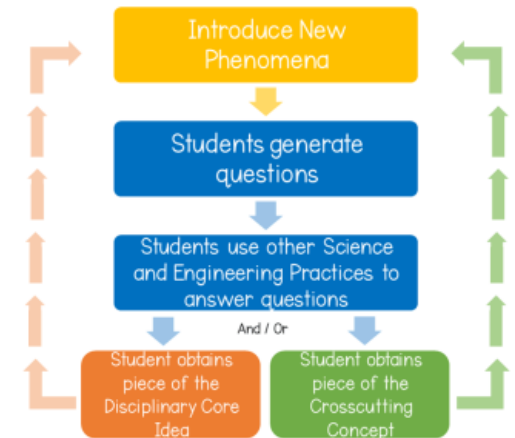 Introduce New
Phenomena
Students generate
questions
Students use other Science
and Engineering Practices to
answer questions
And / Or
Student obtains
piece of the
Disciplinary Core
Idea
Student obtains
piece of the
Crosscutting
Concept